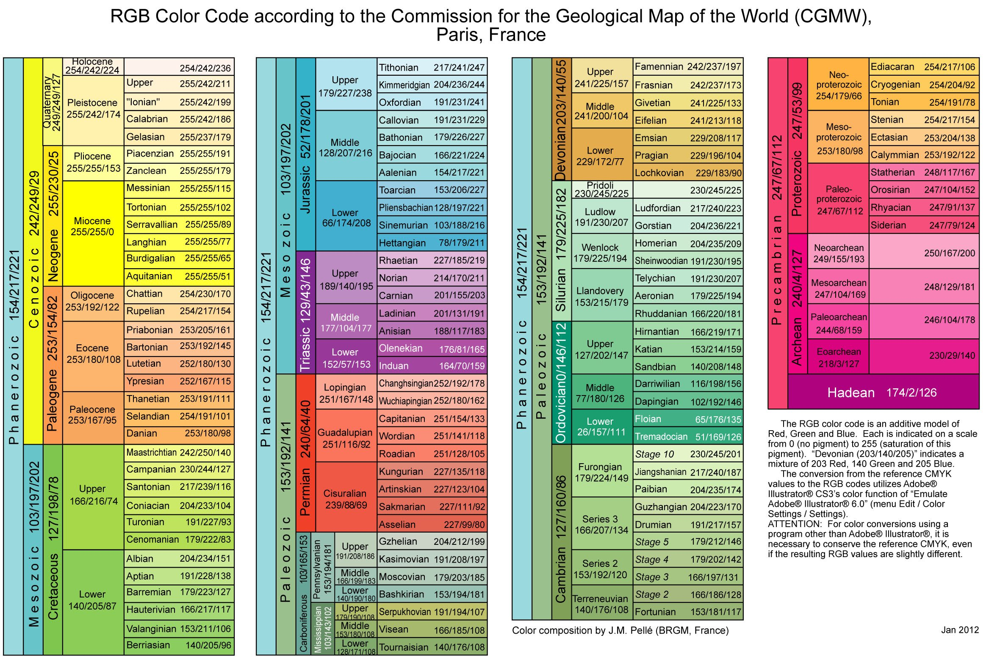 RGB Color Code according to the Commission for the Geological Map of the World (CGMW),
Paris, France
Phanerozoic 154/217/221
Cenozoic 242/249/29
Quaternary
249/249/127
Holocene
254/242/224
254/242/236
Pleistocene
255/242/174
Upper 255/242/211
"Ionian" 255/242/199
Calabrian 255/242/186
Gelasian 255/237/179
Neogene 255/230/25
Pliocene
255/255/153
Piacenzian 255/255/191
Zanclean 255/255/179
Miocene
255/255/0
Messinian 255/255/115
Tortonian 255/255/102
Serravallian 255/255/89
Langhian 255/255/77
Burdigalian 255/255/65
Aquitanian 255/255/51
Paleogene 253/154/82
Oligocene
253/192/122
Chattian 254/230/170
Rupelian 254/217/154
Eocene
253/180/108
Priabonian 253/205/161
Bartonian 253/192/145
Lutetian 252/180/130
Ypresian 252/167/115
Paleocene
253/167/95
Thanetian 253/191/111
Selandian 254/191/101
Danian 253/180/98
Mesozoic 103/197/202
Cretaceous 127/198/78
Upper
166/216/74
Maastrichtian 242/250/140
Campanian 230/244/127
Santonian 217/239/116
Coniacian 204/233/104
Turonian 191/227/93
Cenomanian 179/222/83
Lower
140/205/87
Albian 204/234/151
Aptian 191/228/138
Barremian 179/223/127
Hauterivian 166/217/117
Valanginian 153/211/106
Berriasian 140/205/96
Phanerozoic 154/217/221
Mesozoic 103/197/202
Jurassic 52/178/201
Upper
179/227/238
Tithonian 217/241/247
Kimmeridgian 204/236/244
Oxfordian 191/231/241
Middle
128/207/216
Callovian 191/231/229
Bathonian 179/226/227
Bajocian 166/221/224
Aalenian 154/217/221
Lower
66/174/208
Toarcian 153/206/227
Pliensbachian 128/197/221
Sinemurian 103/188/216
Hettangian 78/179/211
Triassic 129/43/146
Upper
189/140/195
Rhaetian 227/185/219
Norian 214/170/211
Carnian 201/155/203
Middle
177/104/177
Ladinian 201/131/191
Anisian 188/117/183
Lower
152/57/153
Olenekian 176/81/165
Induan 164/70/159
Paleozoic 153/192/141
Permian 240/64/40
Lopingian
251/167/148
Changhsingian 252/192/178
Wuchiapingian 252/180/162
Guadalupian
251/116/92
Capitanian 251/154/133
Wordian 251/141/118
Roadian 251/128/105
Cisuralian
239/88/69
Kungurian 227/135/118
Artinskian 227/123/104
Sakmarian 227/111/92
Asselian 227/99/80
Carboniferous 103/165/153
Pennsylvanian
153/194/181
Upper
191/208/186
Gzhelian 204/212/199
Kasimovian 191/208/197
Middle
166/199/183
Moscovian 179/203/185
Lower
140/190/180
Bashkirian 153/194/181
Mississippian
103/143/102
Upper
179/190/108
Serpukhovian 191/194/107
Middle
153/180/108
Visean 166/185/108
Lower
128/171/108
Tournaisian 140/176/108
Phanerozoic 154/217/221
Paleozoic 153/192/141
Devonian 203/140/55
Upper
241/225/157
Famennian 242/237/197
Frasnian 242/237/173
Middle
241/200/104
Givetian 241/225/133
Eifelian 241/213/118
Lower
229/172/77
Emsian 229/208/117
Pragian 229/196/104
Lochkovian 229/183/90
Silurian 179/225/182
Pridoli
230/245/225
230/245/225
Ludlow
191/230/207
Ludfordian 217/240/223
Gorstian 204/236/221
Wenlock
179/225/194
Homerian 204/235/209
Sheinwoodian 191/230/195
Llandovery
153/215/179
Telychian 191/230/207
Aeronian 179/225/194
Rhuddanian 166/220/181
Ordovician 0/146/112
Upper
127/202/147
Hirnantian 166/219/171
Katian 153/214/159
Sandbian 140/208/148
Middle
77/180/126
Darriwilian 116/198/156
Dapingian 102/192/146
Lower
26/157/111
Floian 65/176/135
Tremadocian 51/169/126
Cambrian 127/160/86
Furongian
179/224/149
Stage 10 230/245/201
Jiangshanian 217/240/187
Paibian 204/235/174
Series 3
166/207/134
Guzhangian 204/223/170
Drumian 191/217/157
Stage 5 179/212/146
Series 2
153/192/120
Stage 4 179/202/142
Stage 3 166/197/131
Terreneuvian
140/176/108
Stage 2 166/186/128
Fortunian 153/181/117
Color composition by J.M. Pellé (BRGM, France)
Precambrian 247/67/112
Proterozoic 247/53/99
Neo-
proterozoic
254/179/66
Ediacaran 254/217/106
Cryogenian 254/204/92
Tonian 254/191/78
Meso-
proterozoic
253/180/98
Stenian 254/217/154
Ectasian 253/204/138
Calymmian 253/192/122
Paleo-
proterozoic
247/67/112
Statherian 248/117/167
Orosirian 247/104/152
Rhyacian 247/91/137
Siderian 247/79/124
Archean 240/4/127
Neoarchean
249/155/193
250/167/200
Mesoarchean
247/104/169
248/129/181
Paleoarchean
244/68/159
246/104/178
Eoarchean
218/3/127
230/29/140
Hadean 174/2/126
The RGB color code is an additive model of
Red, Green and Blue. Each is indicated on a scale
from 0 (no pigment) to 255 (saturation of this
pigment). “Devonian (203/140/205)” indicates a
mixture of 203 Red, 140 Green and 205 Blue.
The conversion from the reference CMYK
values to the RGB codes utilizes Adobe®
Illustrator® CS3’s color function of “Emulate
Adobe® Illustrator® 6.0” (menu Edit / Color
Settings / Settings).
ATTENTION: For color conversions using a
program other than Adobe® Illustrator®, it is
necessary to conserve the reference CMYK, even
if the resulting RGB values are slightly different.
Jan 2012